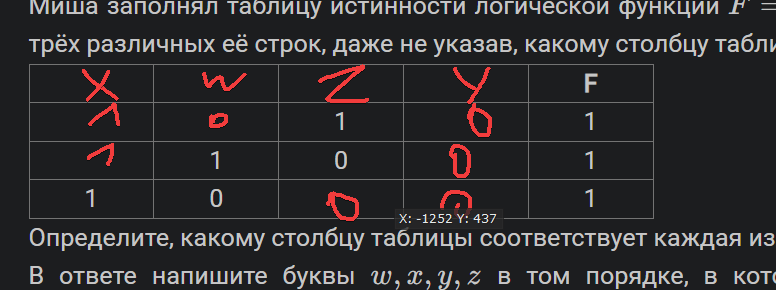 Миша заполнял таблицу истинности логической функции F =
трёх различных её строк, даже не указав, какому столбцу табли
x w z y F
1 0 1 0 1
1 1 0 0 1
1 0 0 0 1
X: -1252 Y: 437
Определите, какому столбцу таблицы соответствует каждая из
В ответе напишите буквы w, x, y, z в том порядке, в кото